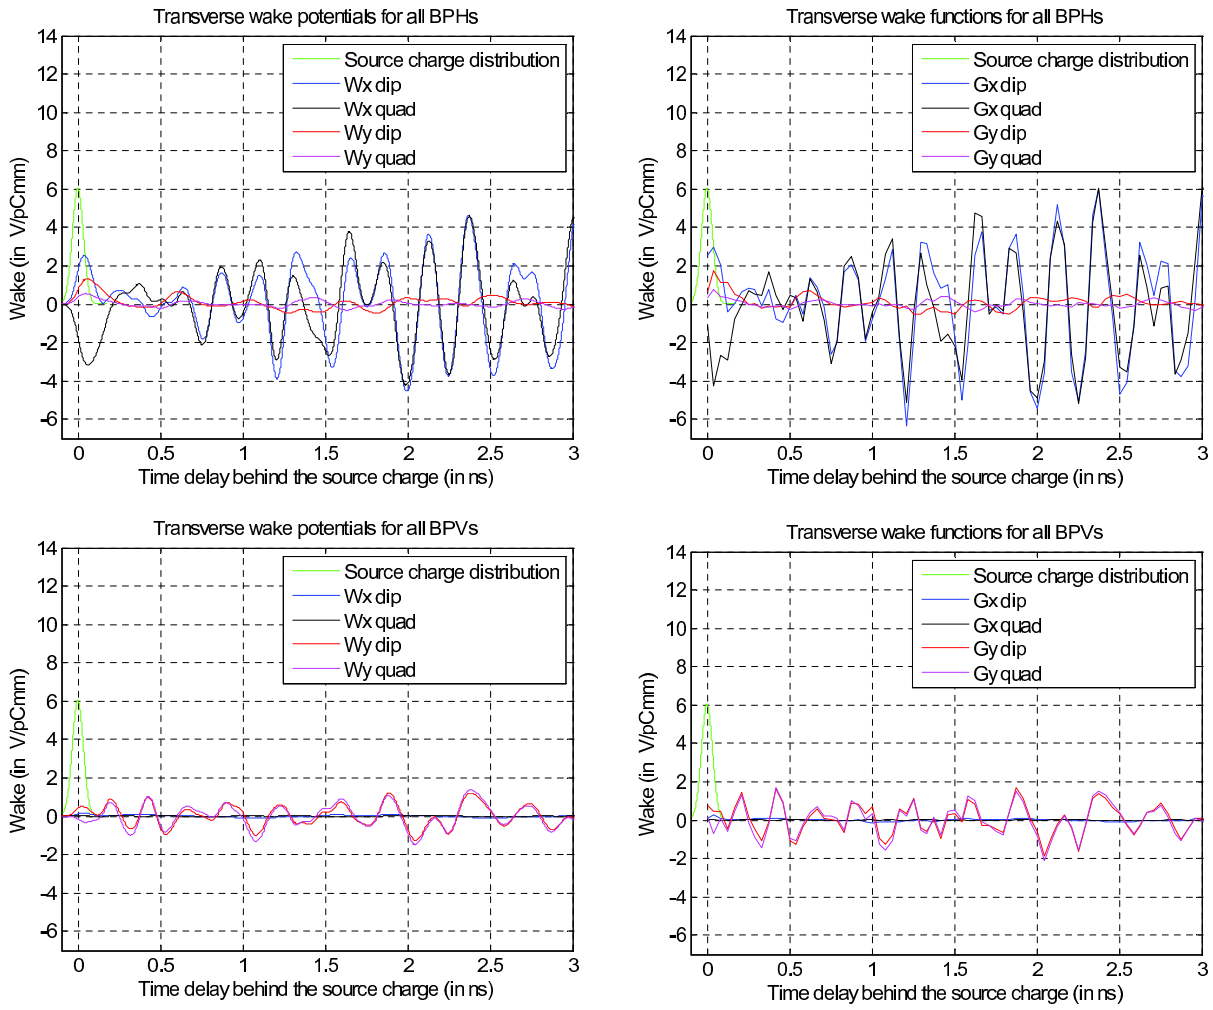 Transverse wake potentials for all BPHs
14
12
10
8
6
4
2
0
-2
-4
-6
Wake (in V/pCmm)
Source charge distribution
Wx dip
Wx quad
Wy dip
Wy quad
0 0.5 1 1.5 2 2.5 3
Time delay behind the source charge (in ns)
Transverse wake functions for all BPHs
14
12
10
8
6
4
2
0
-2
-4
-6
Wake (in V/pCmm)
Source charge distribution
Gx dip
Gx quad
Gy dip
Gy quad
0 0.5 1 1.5 2 2.5 3
Time delay behind the source charge (in ns)
Transverse wake potentials for all BPVs
14
12
10
8
6
4
2
0
-2
-4
-6
Wake (in V/pCmm)
Source charge distribution
Wx dip
Wx quad
Wy dip
Wy quad
0 0.5 1 1.5 2 2.5 3
Time delay behind the source charge (in ns)
Transverse wake functions for all BPVs
14
12
10
8
6
4
2
0
-2
-4
-6
Wake (in V/pCmm)
Source charge distribution
Gx dip
Gx quad
Gy dip
Gy quad
0 0.5 1 1.5 2 2.5 3
Time delay behind the source charge (in ns)